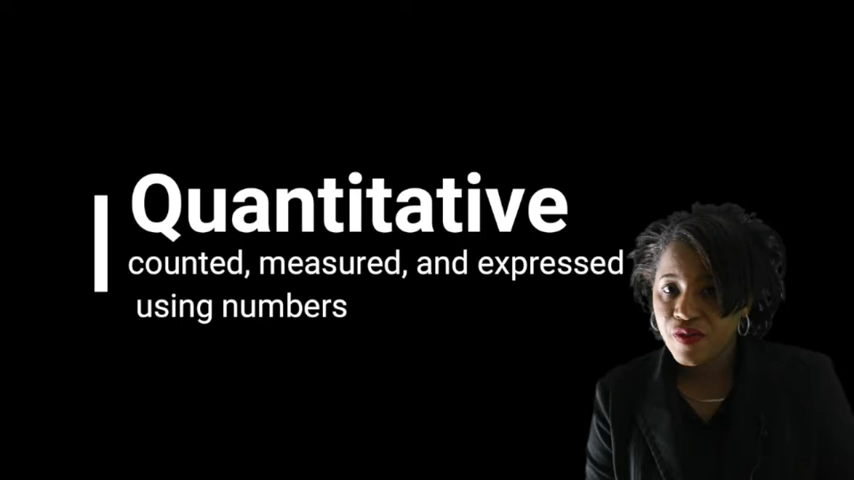 Quantitative
counted, measured, and expressed
using numbers